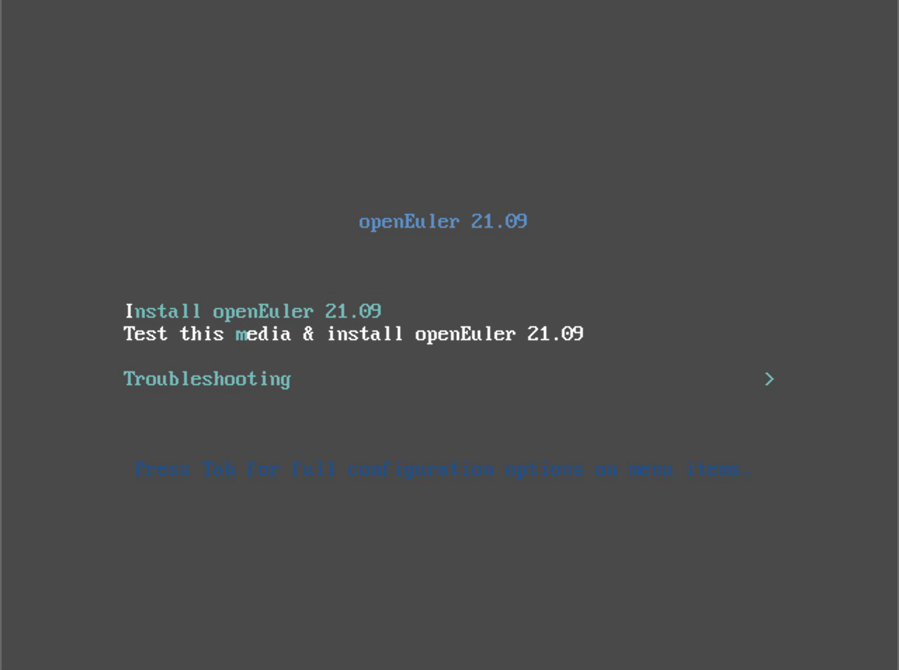 openEuler 21.09
Install openEuler 21.09
Test this media & install openEuler 21.09
Troubleshooting >
Press Tab for full configuration options on menu items.